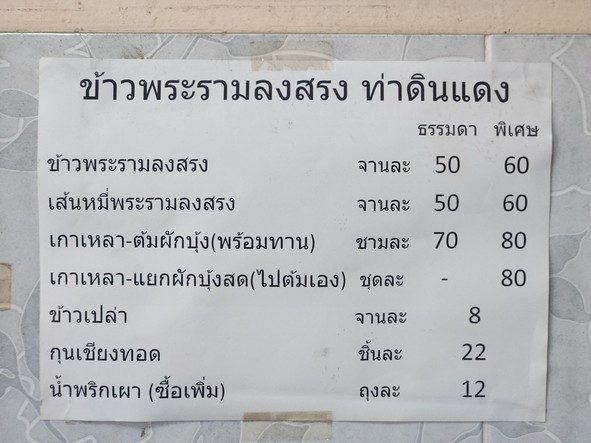 ข้าวพระรามลงสรง ท่าดินแดง
ธรรมดา พิเศษ
ข้าวพระรามลงสรง จานละ 50 60
เส้นหมี่พระรามลงสรง จานละ 50 60
เกาเหลา-ต้มผักบุ้ง(พร้อมทาน) ชามละ 70 80
เกาเหลา-แยกผักบุ้งสด(ไปต้มเอง) ชุดละ - 80
ข้าวเปล่า จานละ 8
กุนเชียงทอด ชิ้นละ 22
น้ำพริกเผา (ซื้อเพิ่ม) ถุงละ 12